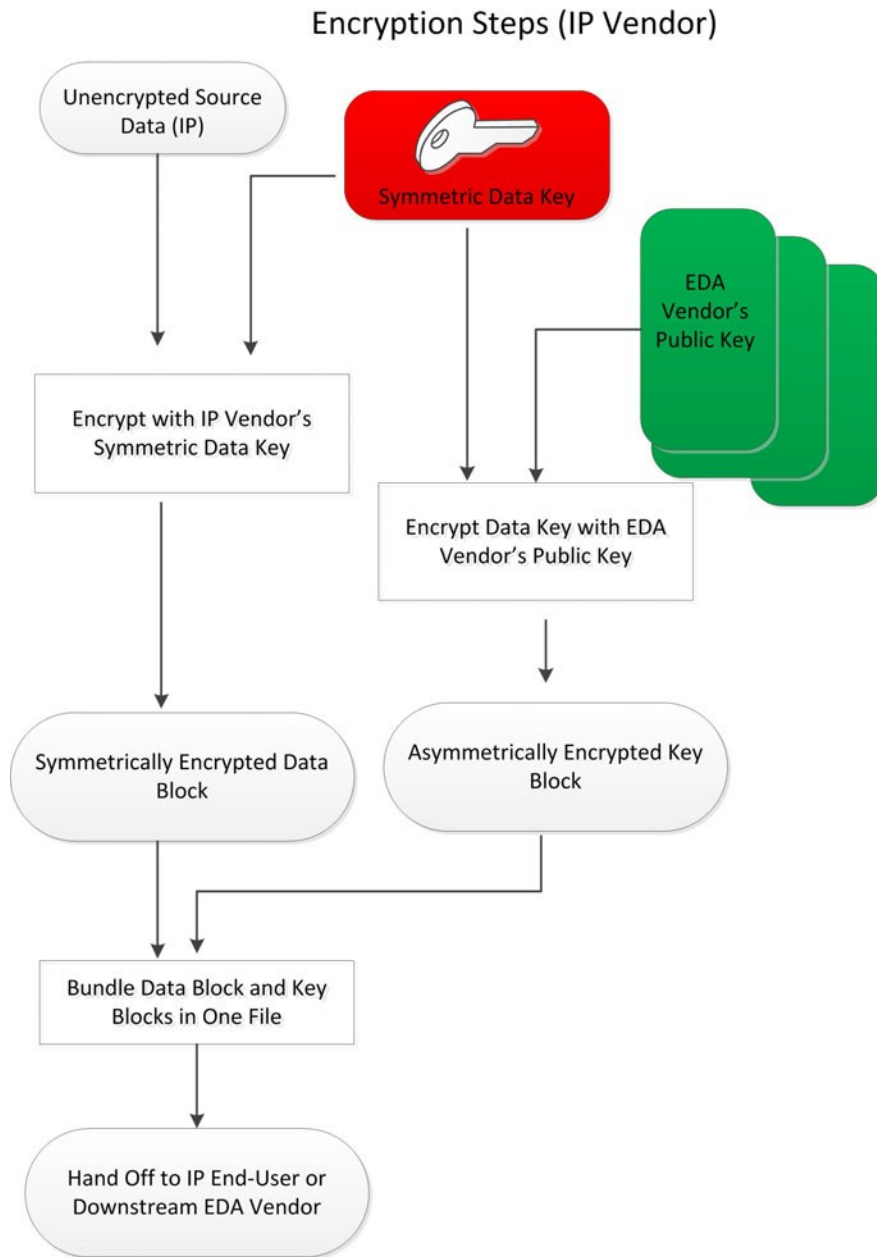 Encryption Steps (IP Vendor)
Unencrypted Source
Data (IP)
Symmetric Data Key
EDA
Vendor's
Public Key
Encrypt with IP Vendor's
Symmetric Data Key
Encrypt Data Key with EDA
Vendor's Public Key
Symmetrically Encrypted Data
Block
Asymmetrically Encrypted Key
Block
Bundle Data Block and Key
Blocks in One File
Hand Off to IP End-User or
Downstream EDA Vendor